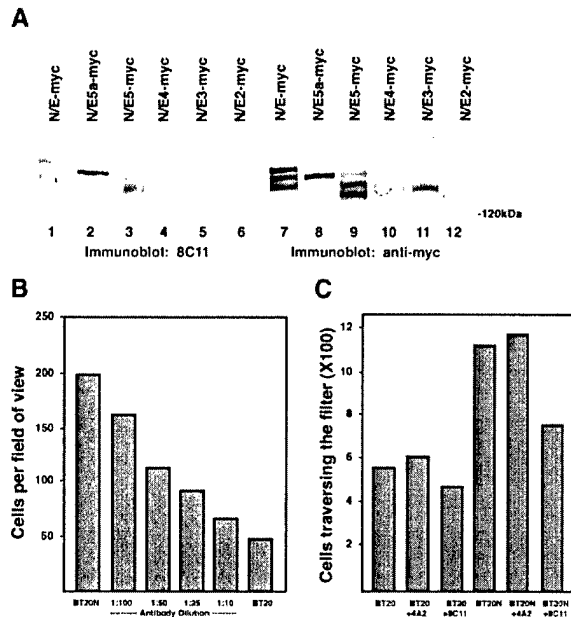 A
N/E-myc N/E5a-myc N/E5-myc N/E4-myc N/E3-myc N/E2-myc N/E-myc N/E5a-myc N/E5-myc N/E4-myc N/E3-myc N/E2-myc
-120kDa
1 2 3 4 5 6 7 8 9 10 11 12
Immunoblot: 8C11 Immunoblot: anti-myc
B
Cells per field of view
250
200
150
100
50
BT20N 1:100 1:50 1:25 1:10 BT20
Antibody Dilution
C
Cells traversing the filter (X100)
12
10
8
6
4
2
BT20 BT20 BT20 BT20N BT20N BT20N
+4A2 +8C11 +4A2 +8C11